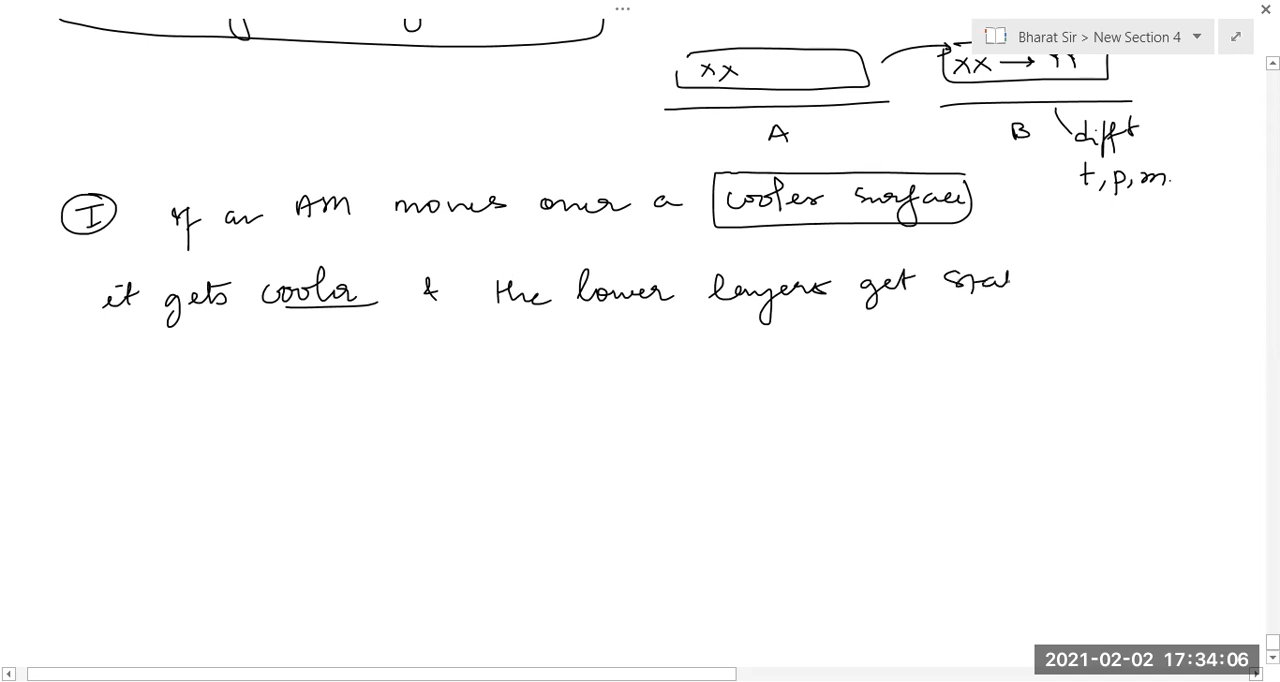 Bharat Sir > New Section 4
xx
xx → YY
A
B
difft
t, p, m.
I If an AM moves over a cooler surface
it gets cooler & the lower layers get sta
2021-02-02 17:34:06